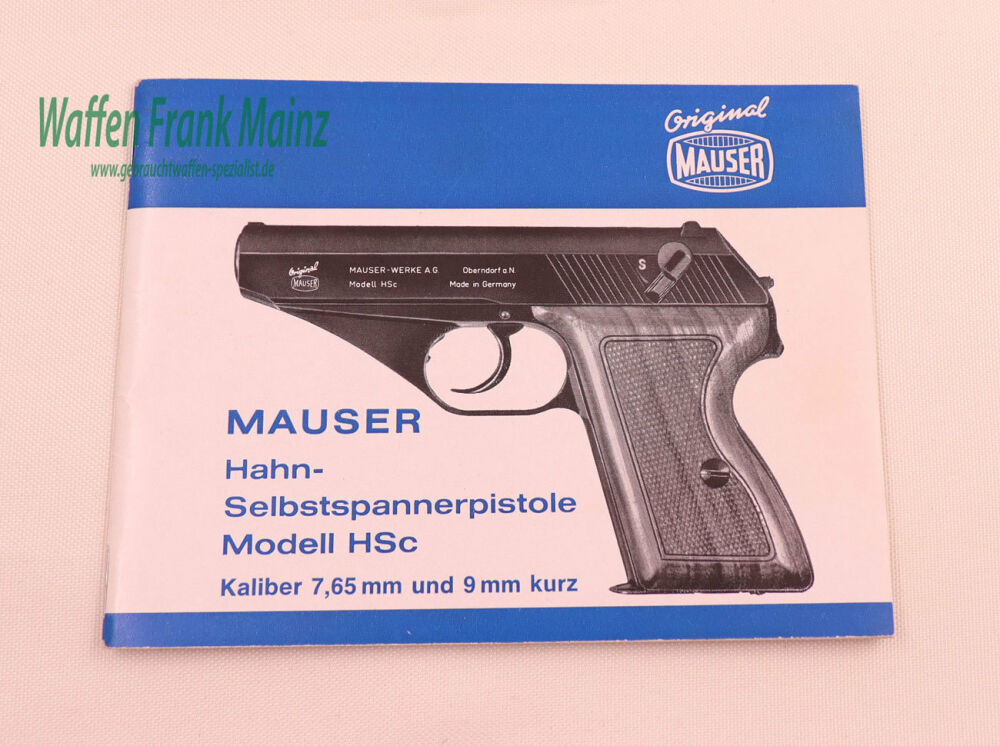 Waffen Frank Mainz
www.gebrauchtwaffen-spezialist.de
Original
MAUSER
Original
MAUSER
MAUSER-WERKE A.G. Oberndorf a.N.
Modell HSc Made in Germany
S
MAUSER
Hahn-
Selbstspannerpistole
Modell HSc
Kaliber 7,65 mm und 9 mm kurz